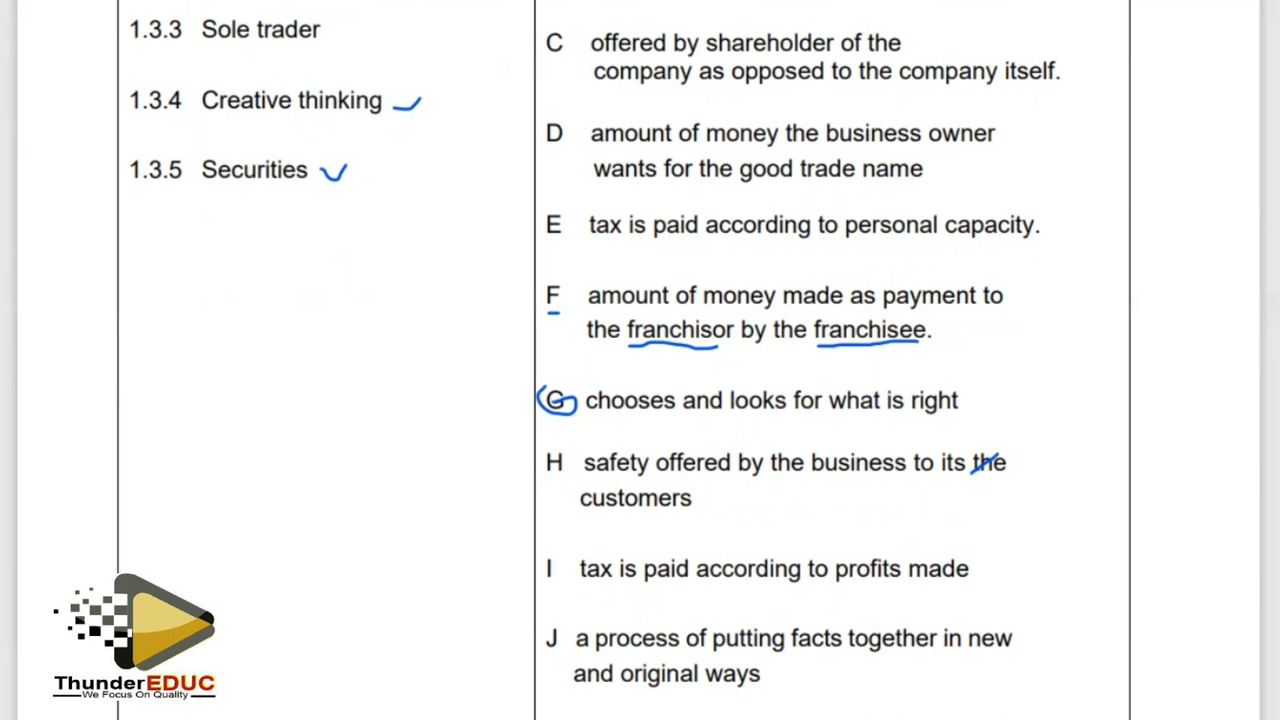 1.3.3 Sole trader
1.3.4 Creative thinking
1.3.5 Securities
C offered by shareholder of the
company as opposed to the company itself.
D amount of money the business owner
wants for the good trade name
E tax is paid according to personal capacity.
F amount of money made as payment to
the franchisor by the franchisee.
G chooses and looks for what is right
H safety offered by the business to its the
customers
I tax is paid according to profits made
J a process of putting facts together in new
and original ways
ThunderEDUC
We Focus On Quality